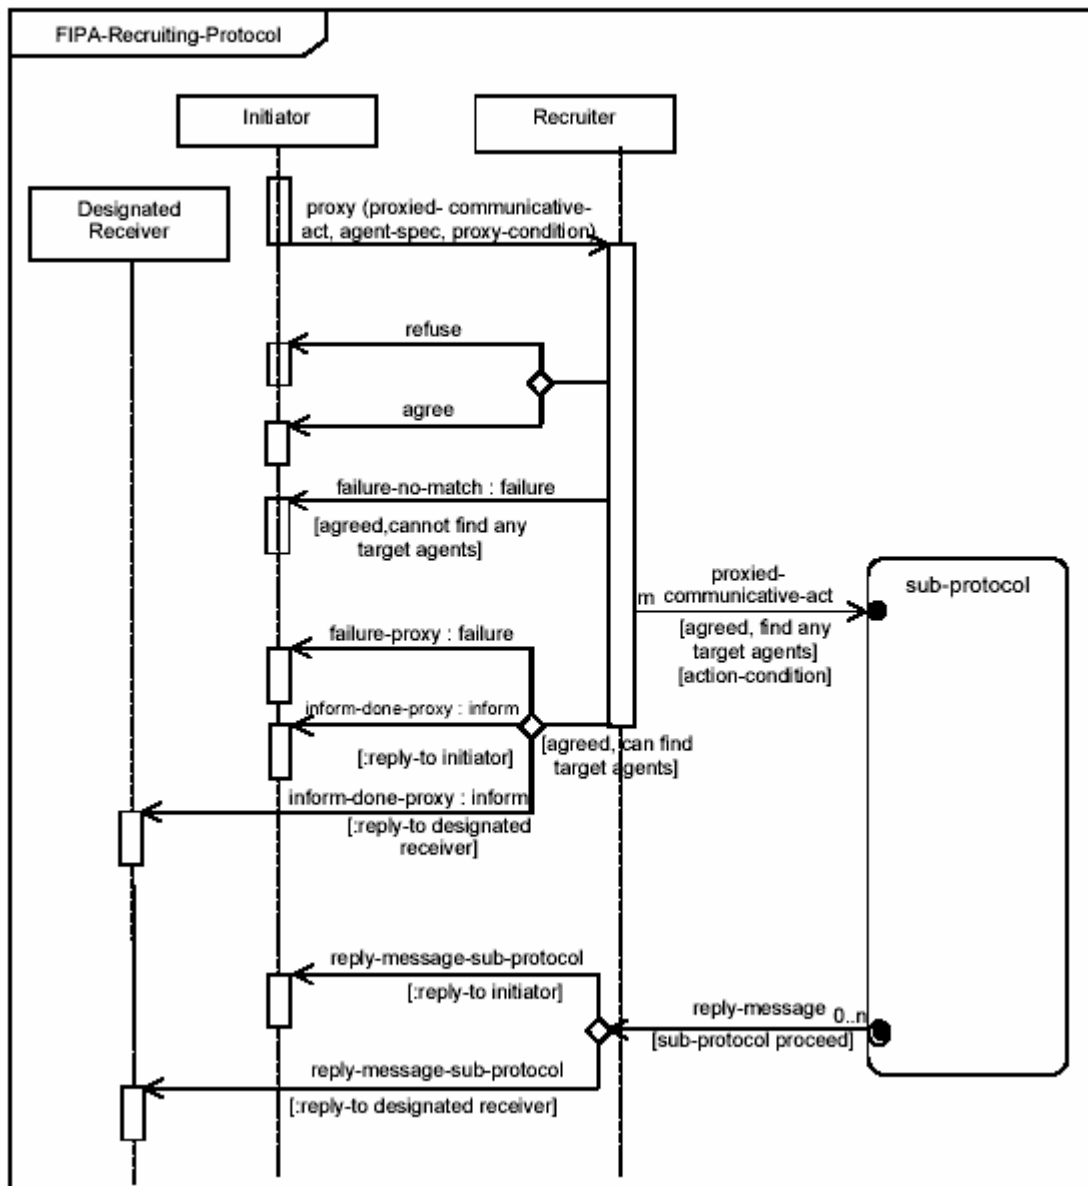 FIPA-Recruiting-Protocol
Initiator
Recruiter
Designated
Receiver
proxy (proxied- communicative-
act, agent-spec, proxy-condition)
refuse
agree
failure-no-match : failure
[agreed,cannot find any
target agents]
proxied-
m communicative-act
[agreed, find any
target agents]
[action-condition]
sub-protocol
failure-proxy : failure
inform-done-proxy : inform
[:reply-to initiator]
[agreed, can find
target agents]
inform-done-proxy : inform
[:reply-to designated
receiver]
reply-message-sub-protocol
[:reply-to initiator]
reply-message 0..n
[sub-protocol proceed]
reply-message-sub-protocol
[:reply-to designated receiver]